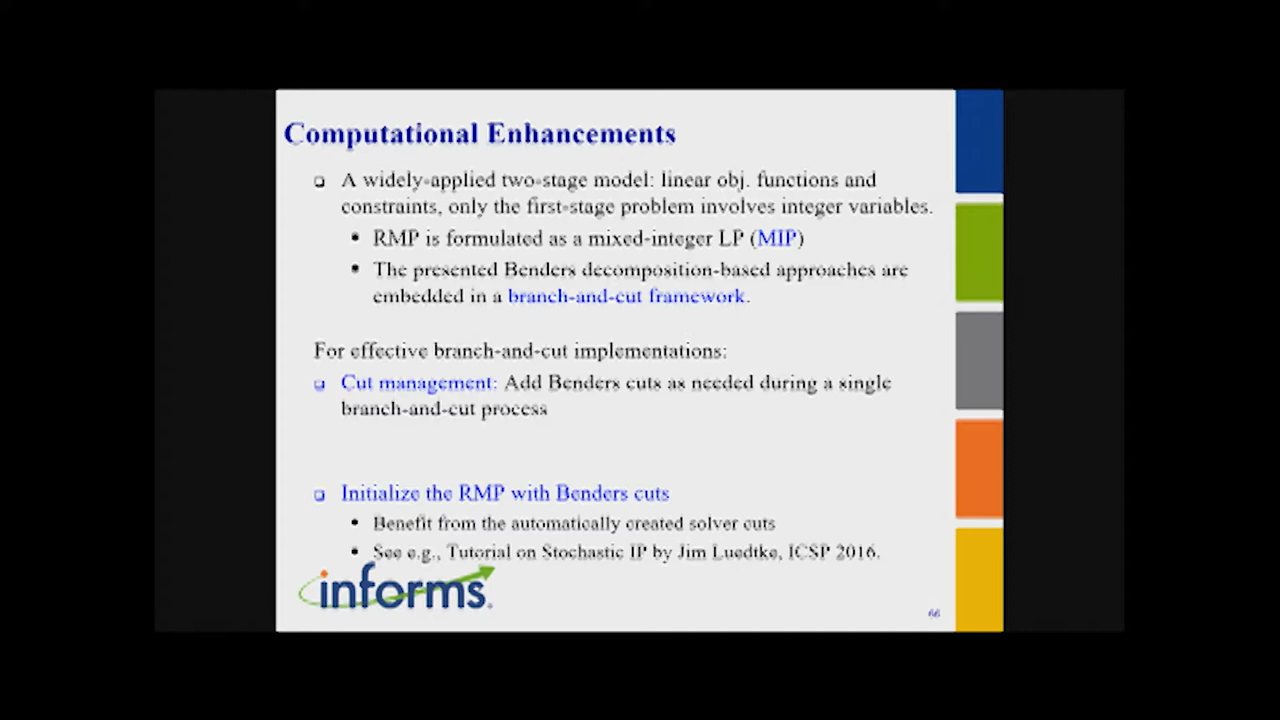 Computational Enhancements
A widely-applied two-stage model: linear obj. functions and
constraints, only the first-stage problem involves integer variables.
RMP is formulated as a mixed-integer LP (MIP)
The presented Benders decomposition-based approaches are
embedded in a branch-and-cut framework.
For effective branch-and-cut implementations:
Cut management: Add Benders cuts as needed during a single
branch-and-cut process
Initialize the RMP with Benders cuts
Benefit from the automatically created solver cuts
See e.g., Tutorial on Stochastic IP by Jim Luedtke, ICSP 2016.
informs.
66